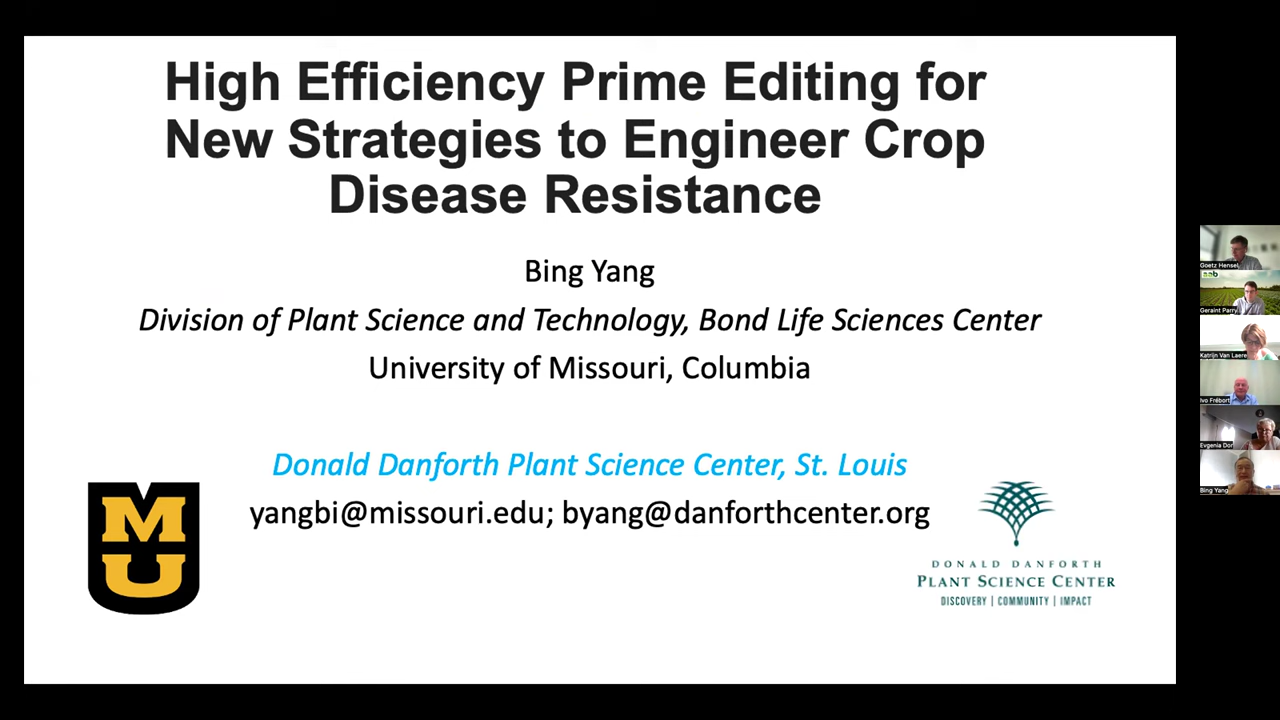 High Efficiency Prime Editing for
New Strategies to Engineer Crop
Disease Resistance
Bing Yang
Division of Plant Science and Technology, Bond Life Sciences Center
University of Missouri, Columbia
Donald Danforth Plant Science Center, St. Louis
yangbi@missouri.edu; byang@danforthcenter.org
MU
DONALD DANFORTH
PLANT SCIENCE CENTER
DISCOVERY | COMMUNITY | IMPACT
Goetz Hensel
Geraint Parry
Katrijn Van Laere
Ivo Frébort
Evgenia Dor
Bing Yang